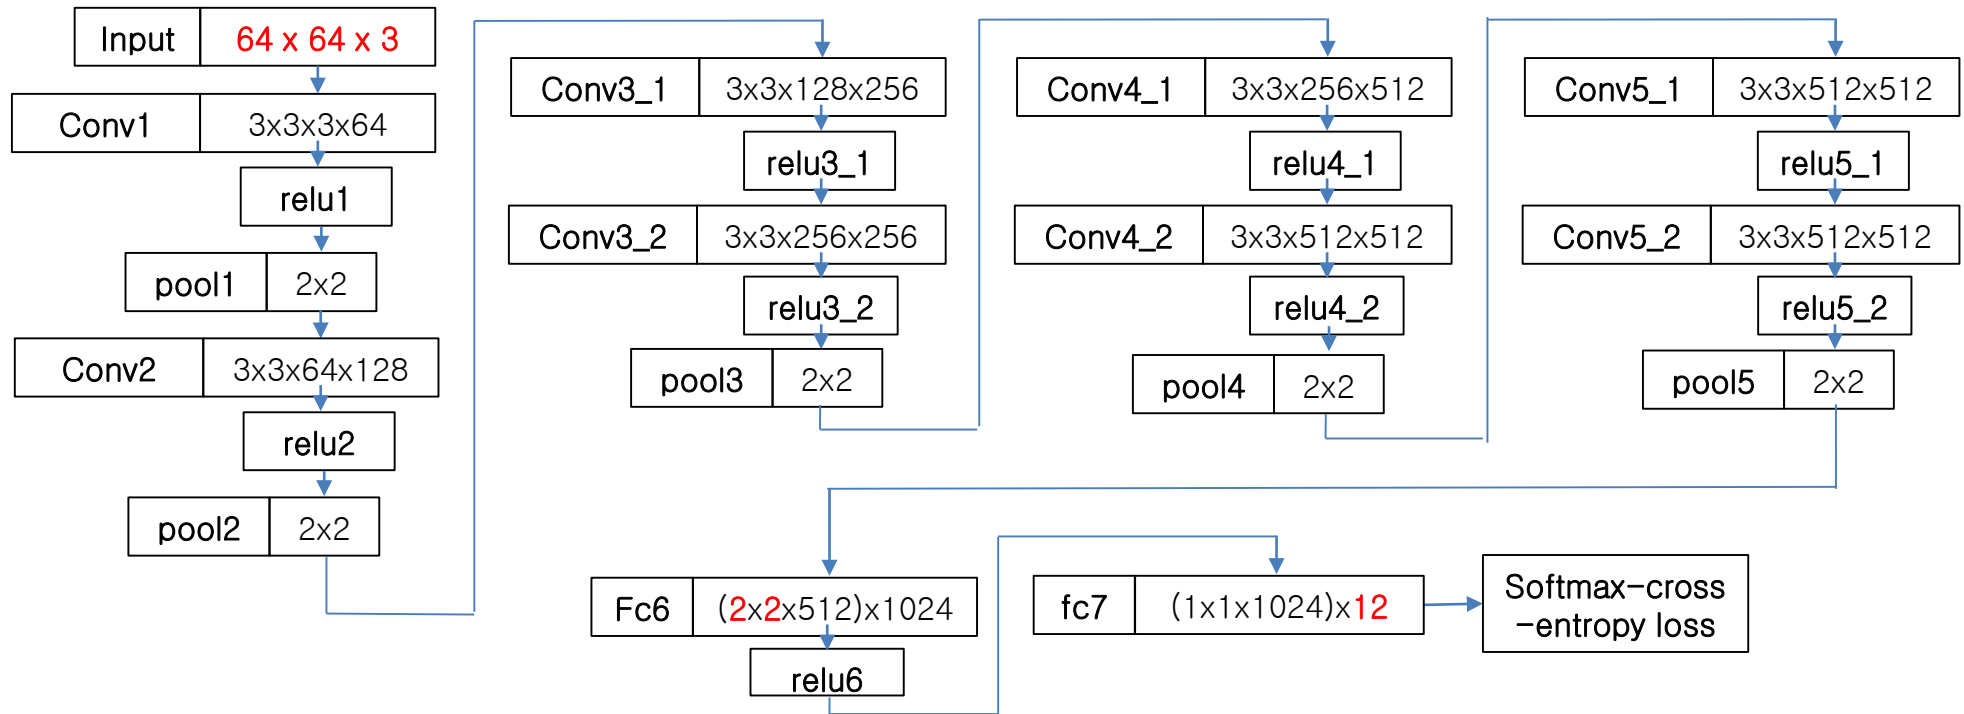 Input 64 x 64 x 3
Conv1 3x3x3x64
relu1
pool1 2x2
Conv2 3x3x64x128
relu2
pool2 2x2
Conv3_1 3x3x128x256
relu3_1
Conv3_2 3x3x256x256
relu3_2
pool3 2x2
Conv4_1 3x3x256x512
relu4_1
Conv4_2 3x3x512x512
relu4_2
pool4 2x2
Conv5_1 3x3x512x512
relu5_1
Conv5_2 3x3x512x512
relu5_2
pool5 2x2
Fc6 (2x2x512)x1024
relu6
fc7 (1x1x1024)x12
Softmax-cross
-entropy loss